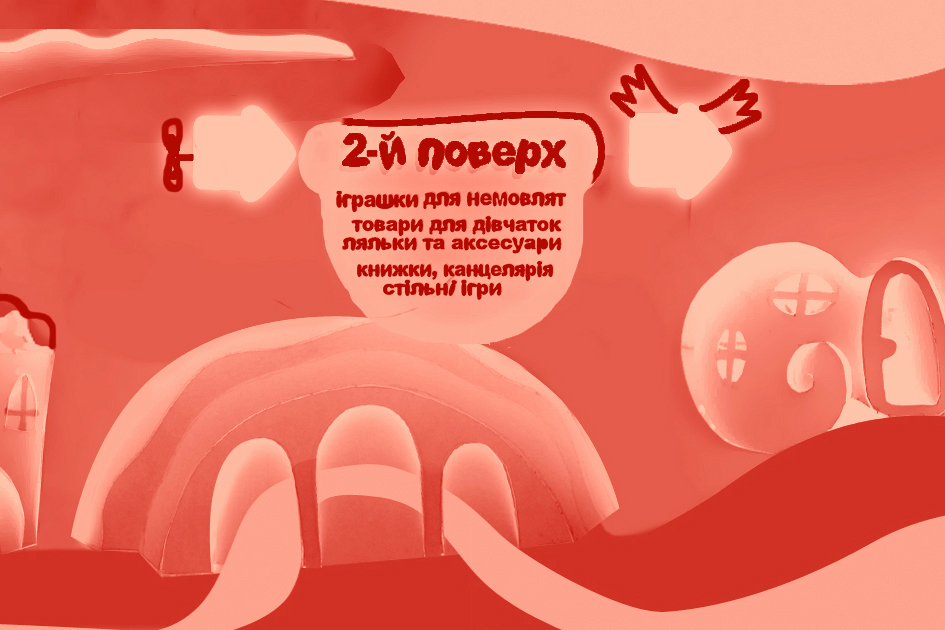 2-й поверх
іграшки для немовлят
товари для дівчаток
ляльки та аксесуари
книжки, канцелярія
стільні ігри